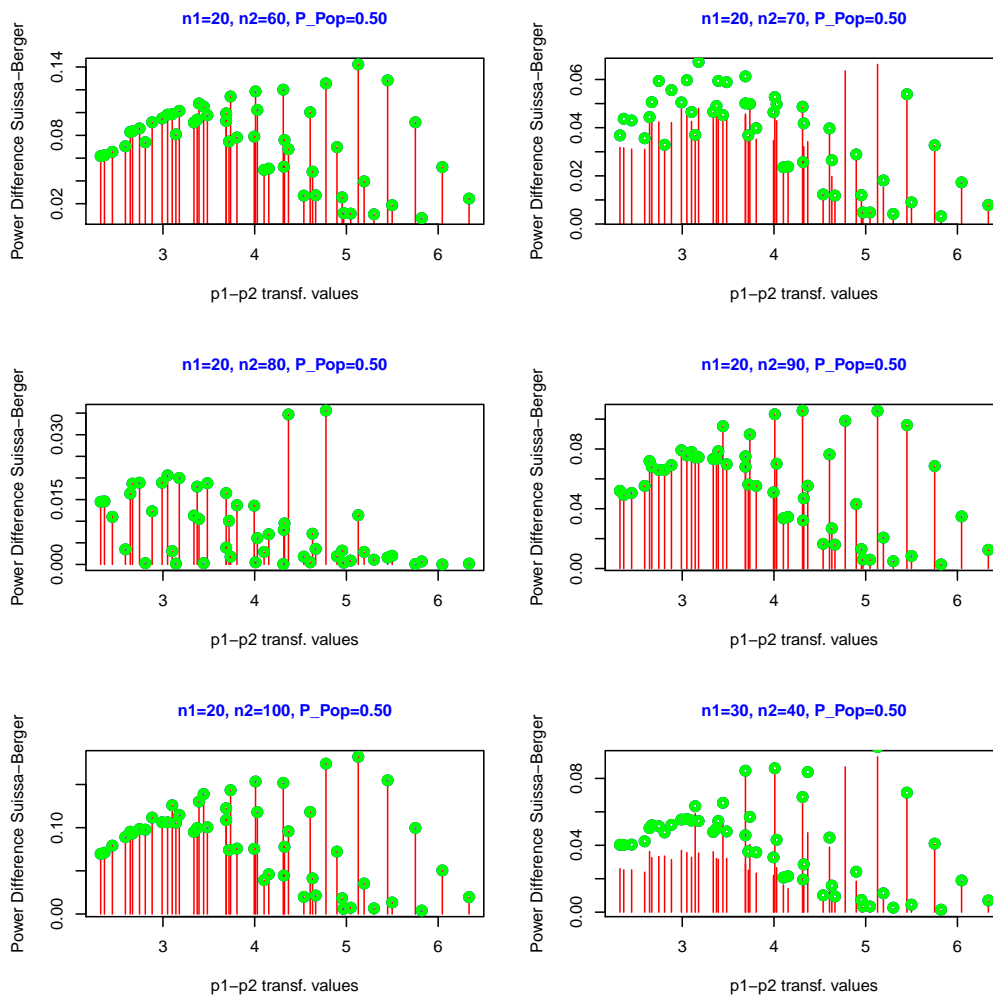 n1=20, n2=60, P_Pop=0.50
Power Difference Suissa−Berger
0.02 0.08 0.14
3 4 5 6
p1−p2 transf. values
n1=20, n2=70, P_Pop=0.50
Power Difference Suissa−Berger
0.00 0.02 0.04 0.06
3 4 5 6
p1−p2 transf. values
n1=20, n2=80, P_Pop=0.50
Power Difference Suissa−Berger
0.000 0.015 0.030
3 4 5 6
p1−p2 transf. values
n1=20, n2=90, P_Pop=0.50
Power Difference Suissa−Berger
0.00 0.04 0.08
3 4 5 6
p1−p2 transf. values
n1=20, n2=100, P_Pop=0.50
Power Difference Suissa−Berger
0.00 0.10
3 4 5 6
p1−p2 transf. values
n1=30, n2=40, P_Pop=0.50
Power Difference Suissa−Berger
0.00 0.04 0.08
3 4 5 6
p1−p2 transf. values